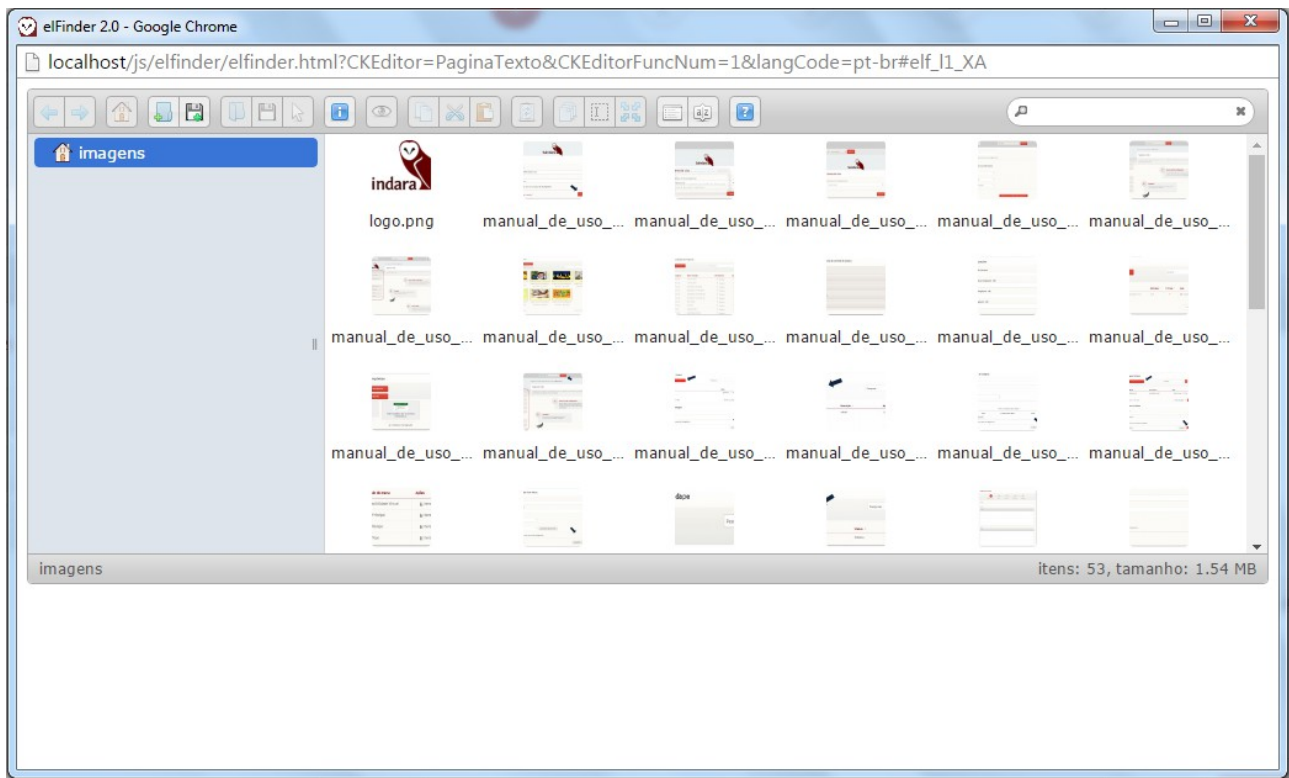 elFinder 2.0 - Google Chrome
localhost/js/elfinder/elfinder.html?CKEditor=PaginaTexto&CKEditorFuncNum=1&langCode=pt-br#elf_l1_XA
imagens
indara
logo.png manual_de_uso_... manual_de_uso_... manual_de_uso_... manual_de_uso_... manual_de_uso_...
manual_de_uso_... manual_de_uso_... manual_de_uso_... manual_de_uso_... manual_de_uso_... manual_de_uso_...
manual_de_uso_... manual_de_uso_... manual_de_uso_... manual_de_uso_... manual_de_uso_... manual_de_uso_...
imagens itens: 53, tamanho: 1.54 MB